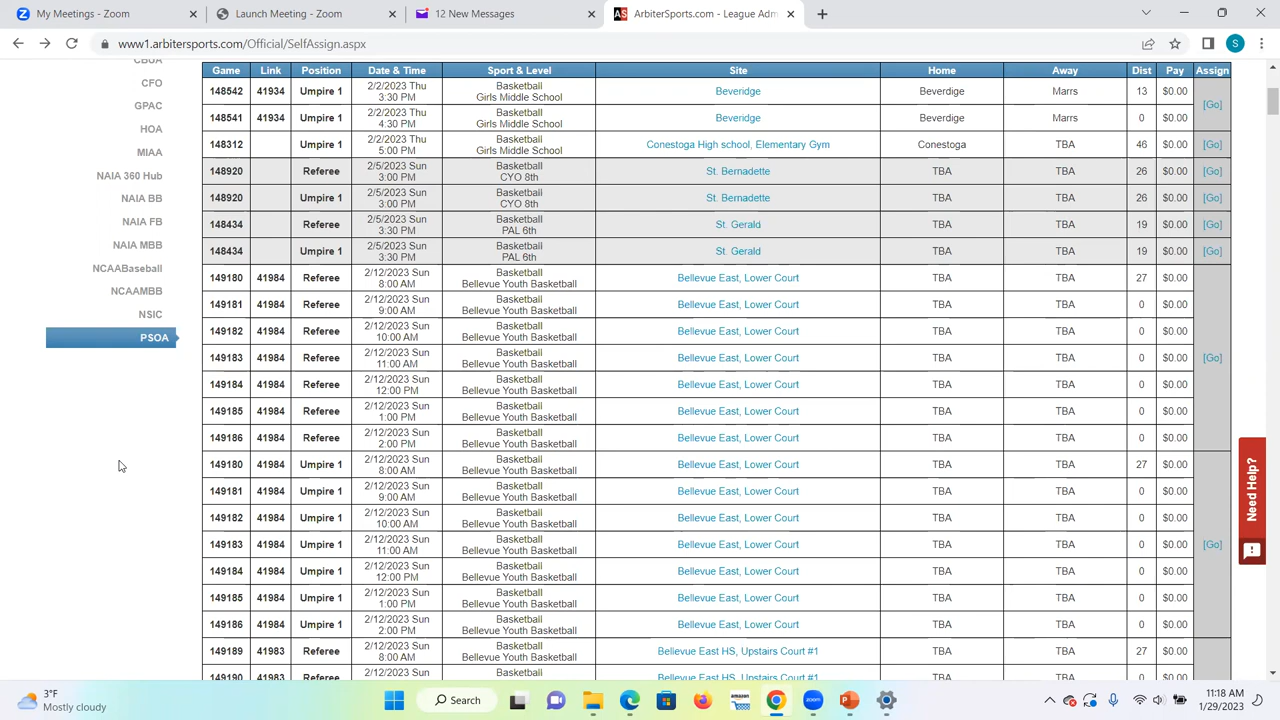 My Meetings - Zoom
Launch Meeting - Zoom
12 New Messages
ArbiterSports.com - League Adm
www1.arbitersports.com/Official/SelfAssign.aspx
S
CBUA
CFO
GPAC
HOA
MIAA
NAIA 360 Hub
NAIA BB
NAIA FB
NAIA MBB
NCAABaseball
NCAAMBB
NSIC
PSOA
Game Link Position Date & Time Sport & Level Site Home Away Dist Pay Assign
148542 41934 Umpire 1 2/2/2023 Thu 3:30 PM Basketball Girls Middle School Beveridge Beverdige Marrs 13 $0.00 [Go]
148541 41934 Umpire 1 2/2/2023 Thu 4:30 PM Basketball Girls Middle School Beveridge Beverdige Marrs 0 $0.00
148312 Umpire 1 2/2/2023 Thu 5:00 PM Basketball Girls Middle School Conestoga High school, Elementary Gym Conestoga TBA 46 $0.00 [Go]
148920 Referee 2/5/2023 Sun 3:00 PM Basketball CYO 8th St. Bernadette TBA TBA 26 $0.00 [Go]
148920 Umpire 1 2/5/2023 Sun 3:00 PM Basketball CYO 8th St. Bernadette TBA TBA 26 $0.00 [Go]
148434 Referee 2/5/2023 Sun 3:30 PM Basketball PAL 6th St. Gerald TBA TBA 19 $0.00 [Go]
148434 Umpire 1 2/5/2023 Sun 3:30 PM Basketball PAL 6th St. Gerald TBA TBA 19 $0.00 [Go]
149180 41984 Referee 2/12/2023 Sun 8:00 AM Basketball Bellevue Youth Basketball Bellevue East, Lower Court TBA TBA 27 $0.00
149181 41984 Referee 2/12/2023 Sun 9:00 AM Basketball Bellevue Youth Basketball Bellevue East, Lower Court TBA TBA 0 $0.00
149182 41984 Referee 2/12/2023 Sun 10:00 AM Basketball Bellevue Youth Basketball Bellevue East, Lower Court TBA TBA 0 $0.00
149183 41984 Referee 2/12/2023 Sun 11:00 AM Basketball Bellevue Youth Basketball Bellevue East, Lower Court TBA TBA 0 $0.00 [Go]
149184 41984 Referee 2/12/2023 Sun 12:00 PM Basketball Bellevue Youth Basketball Bellevue East, Lower Court TBA TBA 0 $0.00
149185 41984 Referee 2/12/2023 Sun 1:00 PM Basketball Bellevue Youth Basketball Bellevue East, Lower Court TBA TBA 0 $0.00
149186 41984 Referee 2/12/2023 Sun 2:00 PM Basketball Bellevue Youth Basketball Bellevue East, Lower Court TBA TBA 0 $0.00
149180 41984 Umpire 1 2/12/2023 Sun 8:00 AM Basketball Bellevue Youth Basketball Bellevue East, Lower Court TBA TBA 27 $0.00
149181 41984 Umpire 1 2/12/2023 Sun 9:00 AM Basketball Bellevue Youth Basketball Bellevue East, Lower Court TBA TBA 0 $0.00
149182 41984 Umpire 1 2/12/2023 Sun 10:00 AM Basketball Bellevue Youth Basketball Bellevue East, Lower Court TBA TBA 0 $0.00
149183 41984 Umpire 1 2/12/2023 Sun 11:00 AM Basketball Bellevue Youth Basketball Bellevue East, Lower Court TBA TBA 0 $0.00 [Go]
149184 41984 Umpire 1 2/12/2023 Sun 12:00 PM Basketball Bellevue Youth Basketball Bellevue East, Lower Court TBA TBA 0 $0.00
149185 41984 Umpire 1 2/12/2023 Sun 1:00 PM Basketball Bellevue Youth Basketball Bellevue East, Lower Court TBA TBA 0 $0.00
149186 41984 Umpire 1 2/12/2023 Sun 2:00 PM Basketball Bellevue Youth Basketball Bellevue East, Lower Court TBA TBA 0 $0.00
149189 41983 Referee 2/12/2023 Sun 8:00 AM Basketball Bellevue Youth Basketball Bellevue East HS, Upstairs Court #1 TBA TBA 27 $0.00
149190 41983 Referee 2/12/2023 Sun Basketball Bellevue East HS, Upstairs Court #1 TBA TBA 0 $0.00
Need Help?
3°F
Mostly cloudy
Search
amazon
zoom
11:18 AM
1/29/2023